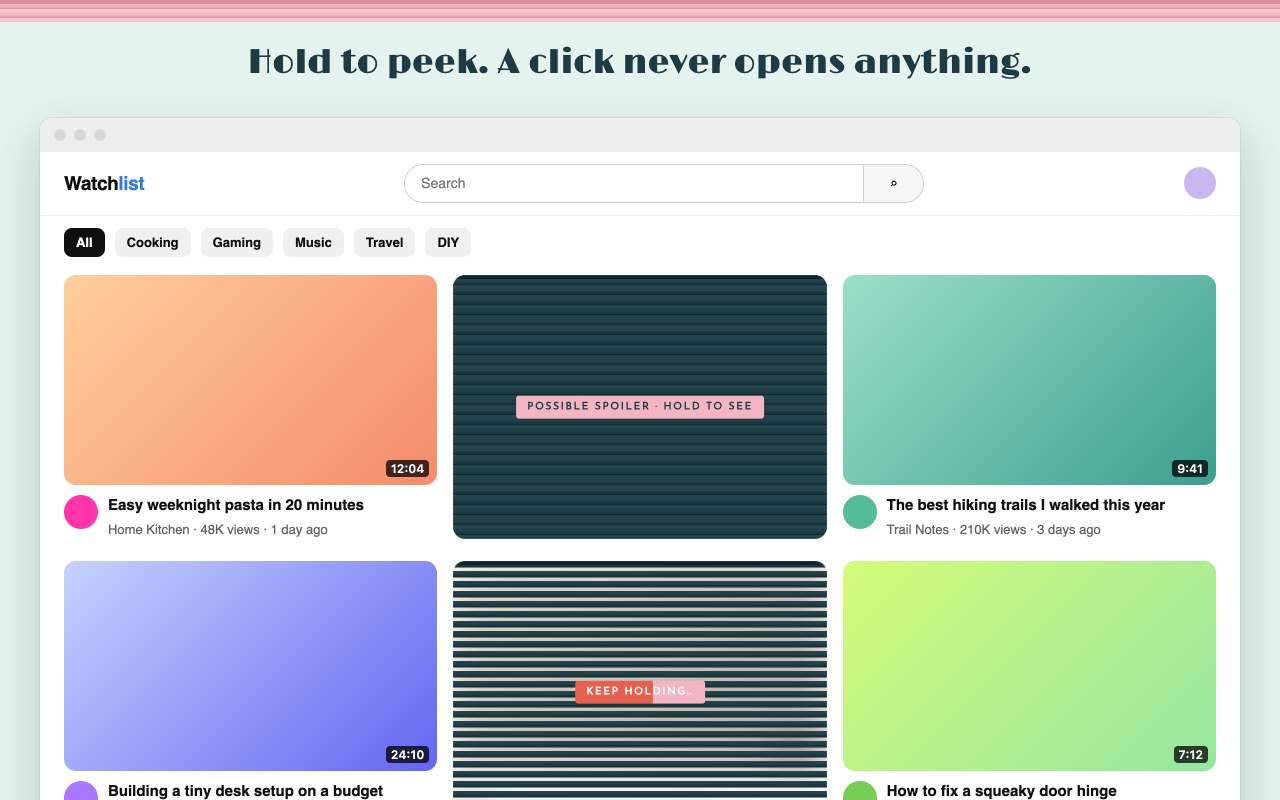 Hold to peek. A click never opens anything.
Watchlist
Search
All
Cooking
Gaming
Music
Travel
DIY
12:04
POSSIBLE SPOILER · HOLD TO SEE
9:41
Easy weeknight pasta in 20 minutes
Home Kitchen · 48K views · 1 day ago
The best hiking trails I walked this year
Trail Notes · 210K views · 3 days ago
24:10
KEEP HOLDING…
7:12
Building a tiny desk setup on a budget
How to fix a squeaky door hinge